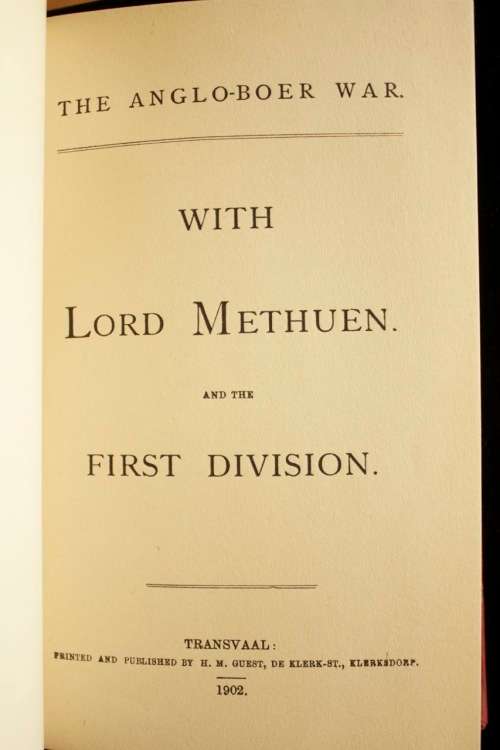 THE ANGLO-BOER WAR.
WITH
LORD METHUEN.
AND THE
FIRST DIVISION.
TRANSVAAL:
PRINTED AND PUBLISHED BY H. M. GUEST, DE KLERK-ST., KLERKSDORP.
1902.